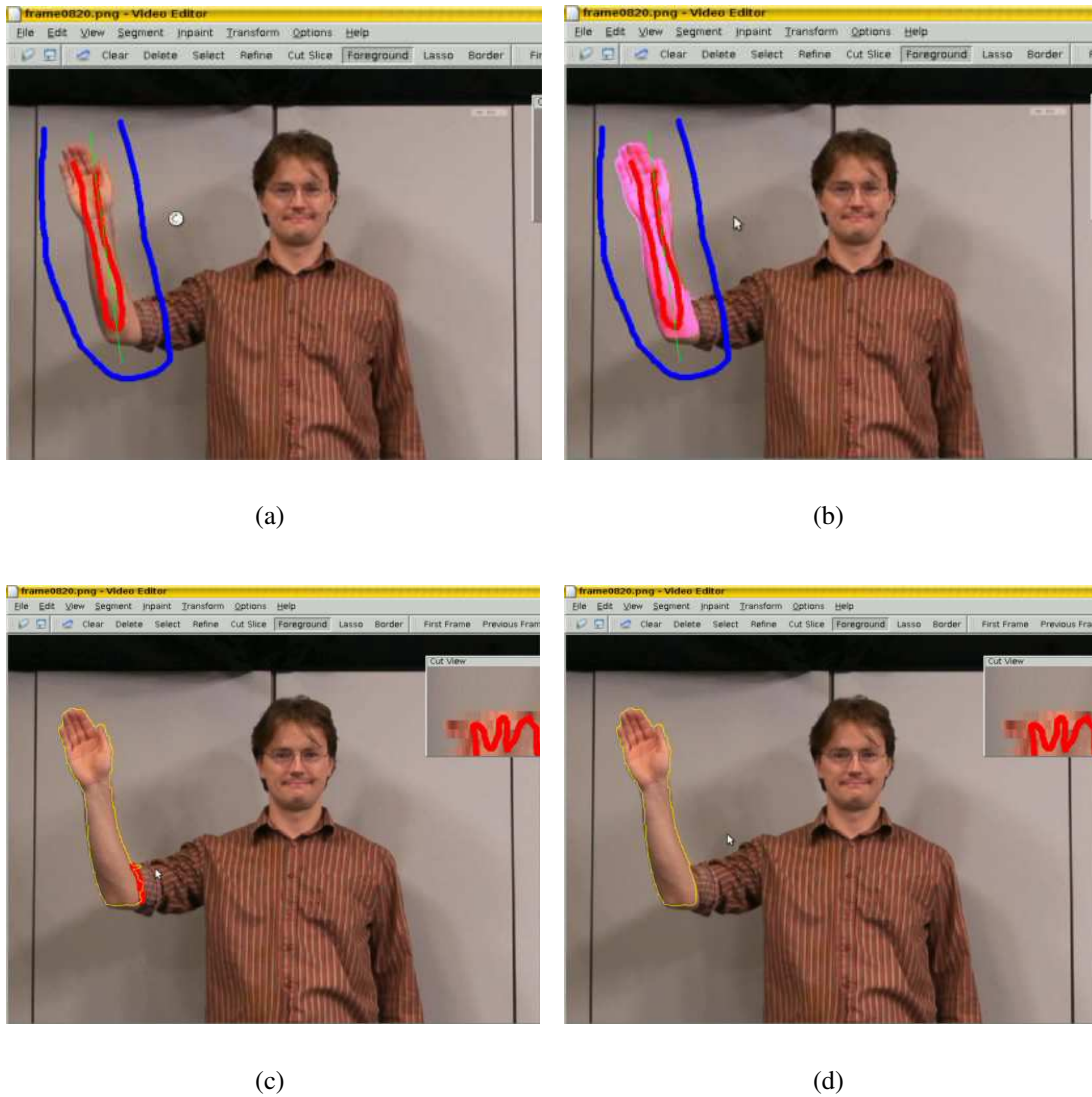 frame0820.png - Video Editor
File Edit View Segment Inpaint Transform Options Help
Clear Delete Select Refine Cut Slice Foreground Lasso Border Fir
(a)
frame0820.png - Video Editor
File Edit View Segment Inpaint Transform Options Help
Clear Delete Select Refine Cut Slice Foreground Lasso Border
(b)
frame0820.png - Video Editor
File Edit View Segment Inpaint Transform Options Help
Clear Delete Select Refine Cut Slice Foreground Lasso Border First Frame Previous Fram
Cut View
(c)
frame0820.png - Video Editor
File Edit View Segment Inpaint Transform Options Help
Clear Delete Select Refine Cut Slice Foreground Lasso Border First Frame Previous Fra
Cut View
(d)